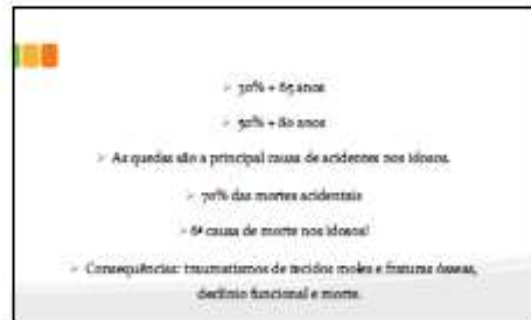 30% + 65 anos
50% + 80 anos
As quedas são a principal causa de acidentes nos idosos.
70% das mortes acidentais
6ª causa de morte nos idosos!
Consequências: traumatismos de tecidos moles e fraturas ósseas,
declínio funcional e morte.